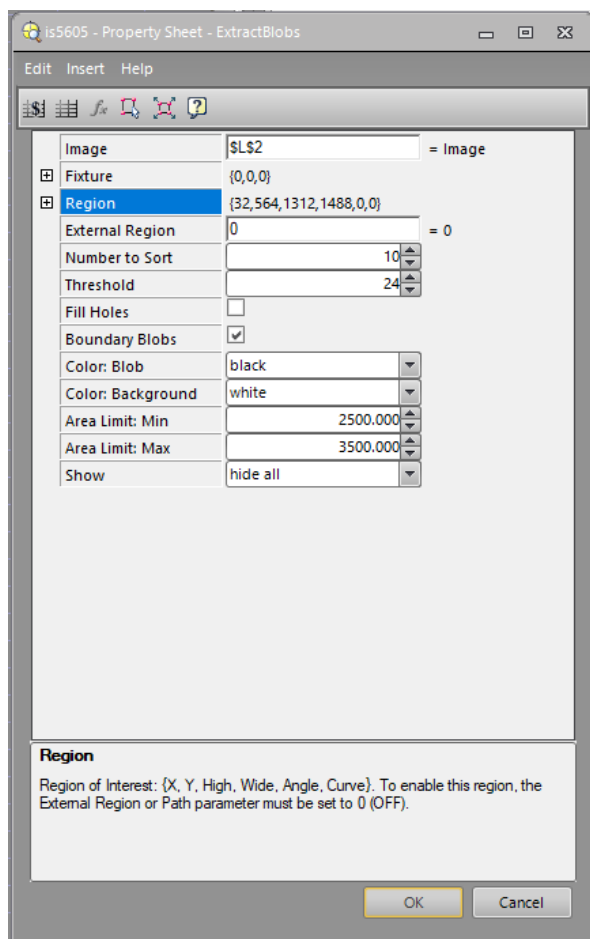 is5605 - Property Sheet - ExtractBlobs
Edit Insert Help
$ fx ?
Image $L$2 = Image
Fixture {0,0,0}
Region {32,564,1312,1488,0,0}
External Region 0 = 0
Number to Sort 10
Threshold 24
Fill Holes
Boundary Blobs
Color: Blob black
Color: Background white
Area Limit: Min 2500.000
Area Limit: Max 3500.000
Show hide all
Region
Region of Interest: {X, Y, High, Wide, Angle, Curve}. To enable this region, the
External Region or Path parameter must be set to 0 (OFF).
OK Cancel